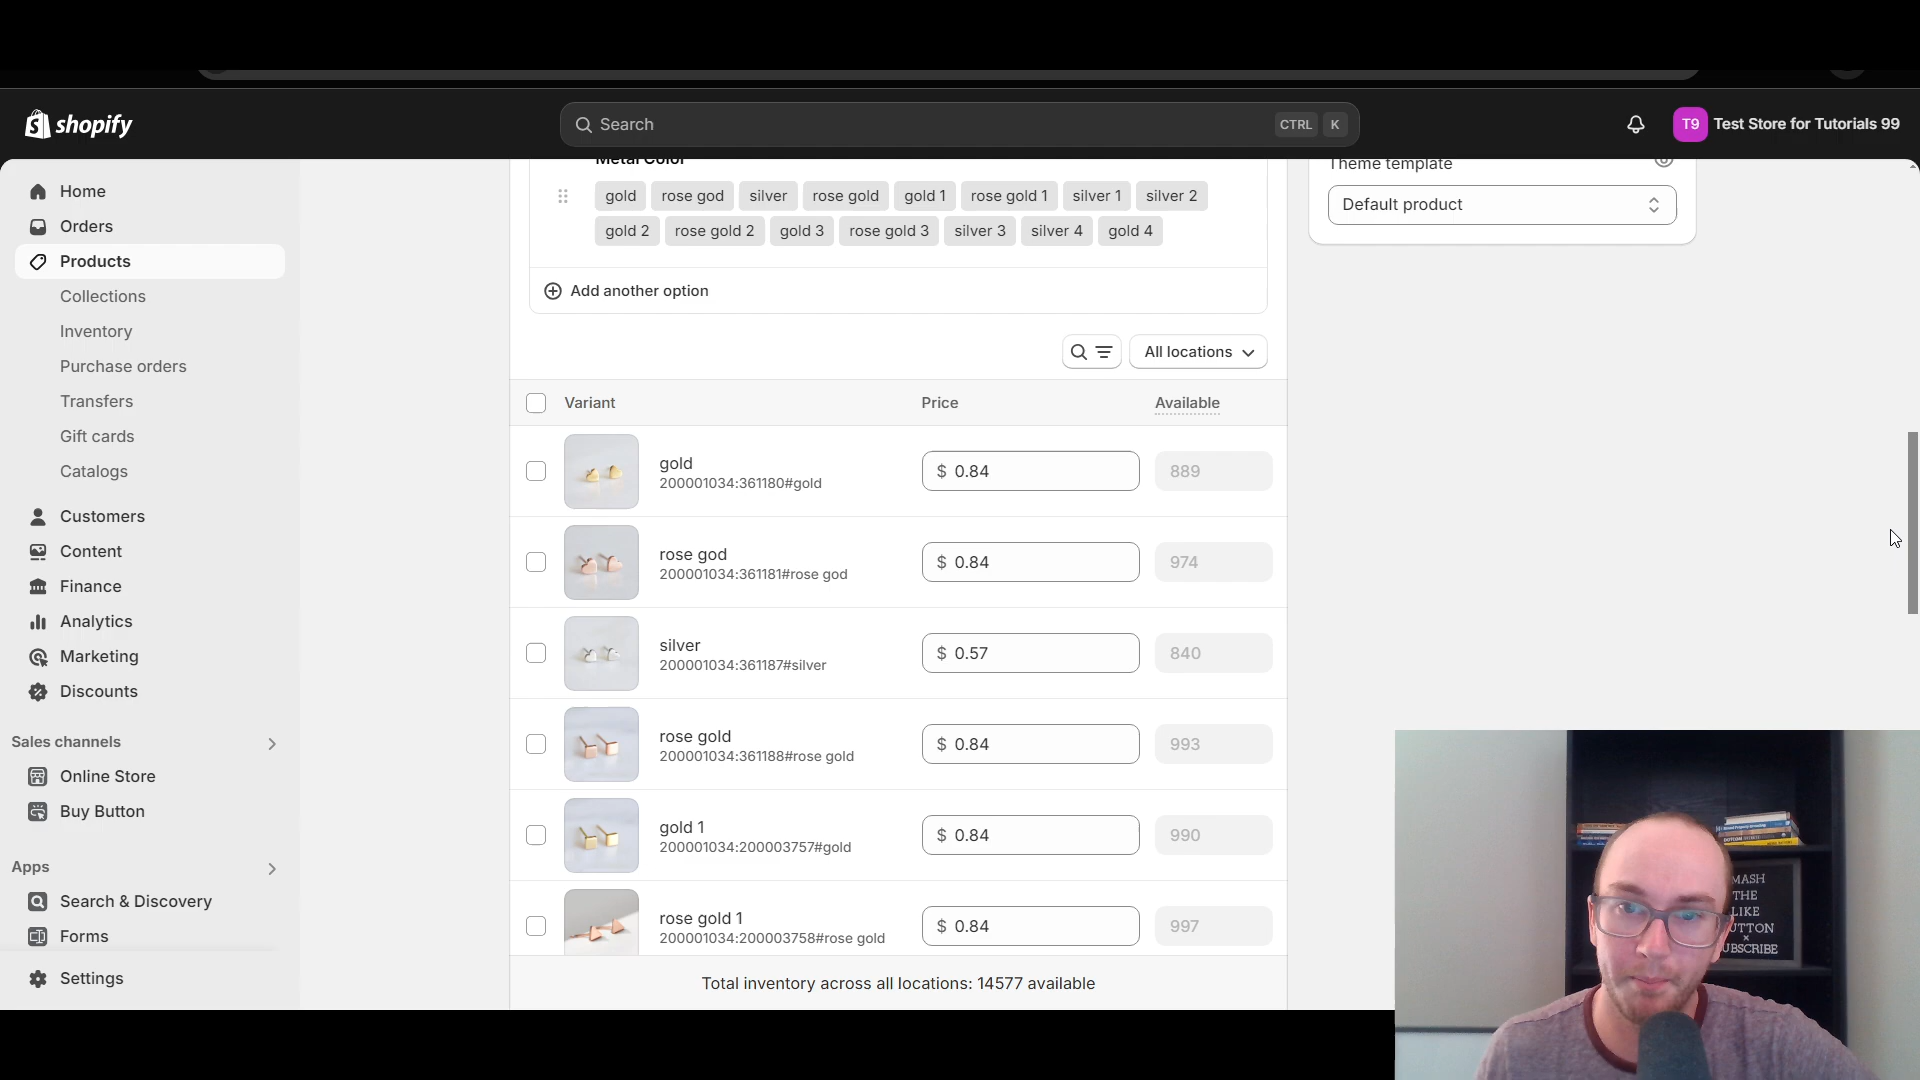 shopify
Search
CTRL K
T9
Test Store for Tutorials 99
Home
Orders
Products
Collections
Inventory
Purchase orders
Transfers
Gift cards
Catalogs
Customers
Content
Finance
Analytics
Marketing
Discounts
Sales channels
Online Store
Buy Button
Apps
Search & Discovery
Forms
Settings
Metal Color
gold rose god silver rose gold gold 1 rose gold 1 silver 1 silver 2
gold 2 rose gold 2 gold 3 rose gold 3 silver 3 silver 4 gold 4
Add another option
All locations
Variant Price Available
gold
200001034:361180#gold
$ 0.84 889
rose god
200001034:361181#rose god
$ 0.84 974
silver
200001034:361187#silver
$ 0.57 840
rose gold
200001034:361188#rose gold
$ 0.84 993
gold 1
200001034:200003757#gold
$ 0.84 990
rose gold 1
200001034:200003758#rose gold
$ 0.84 997
Total inventory across all locations: 14577 available
Theme template
Default product
MASH
THE
LIKE
UTTON
×
UBSCRIBE